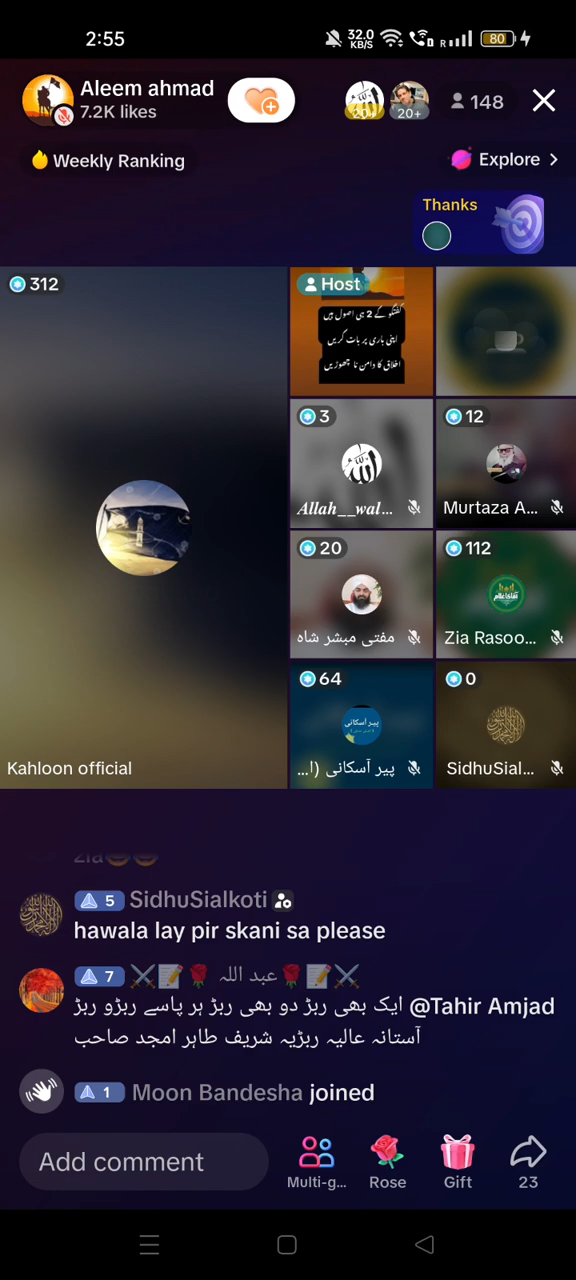 2:55
32.0
KB/S
R
80
Aleem ahmad
7.2K likes
20+
20+
148
Weekly Ranking
Explore
Thanks
312
Host
گفتگو کے 2 ہی اصول ہیں
اپنی باری پر بات کریں
اخلاق کا دامن نا چھوڑیں
3
Allah__wal...
12
Murtaza A...
20
مفتی مبشر شاہ
112
Zia Rasoo...
64
پیر آسکانی
پیر آسکانی (ا...
0
SidhuSial...
Kahloon official
Zia
5 SidhuSialkoti
hawala lay pir skani sa please
7 عبد اللہ
@Tahir Amjad ایک بھی ربڑ دو بھی ربڑ ہر پاسے ربڑو ربڑ
آستانہ عالیہ ربڑیہ شریف طاہر امجد صاحب
1 Moon Bandesha joined
Add comment
Multi-g...
Rose
Gift
23